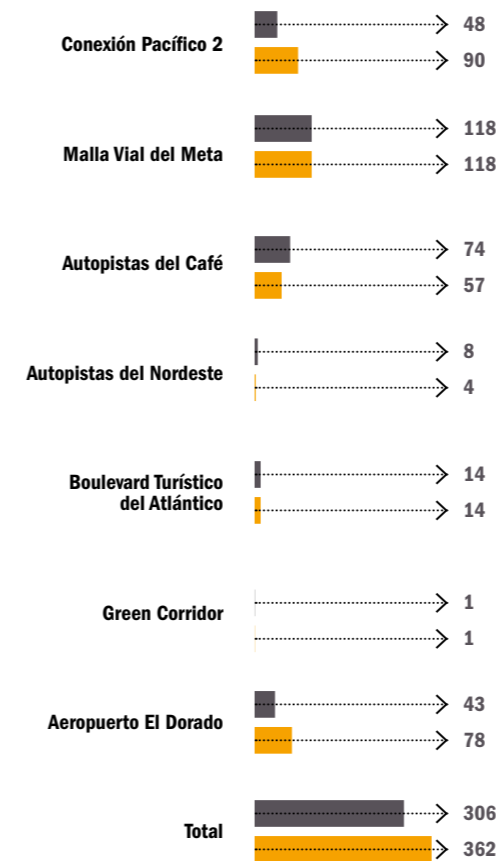 Conexión Pacífico 2
48
90
Malla Vial del Meta
118
118
Autopistas del Café
74
57
Autopistas del Nordeste
8
4
Boulevard Turístico
del Atlántico
14
14
Green Corridor
1
1
Aeropuerto El Dorado
43
78
Total
306
362